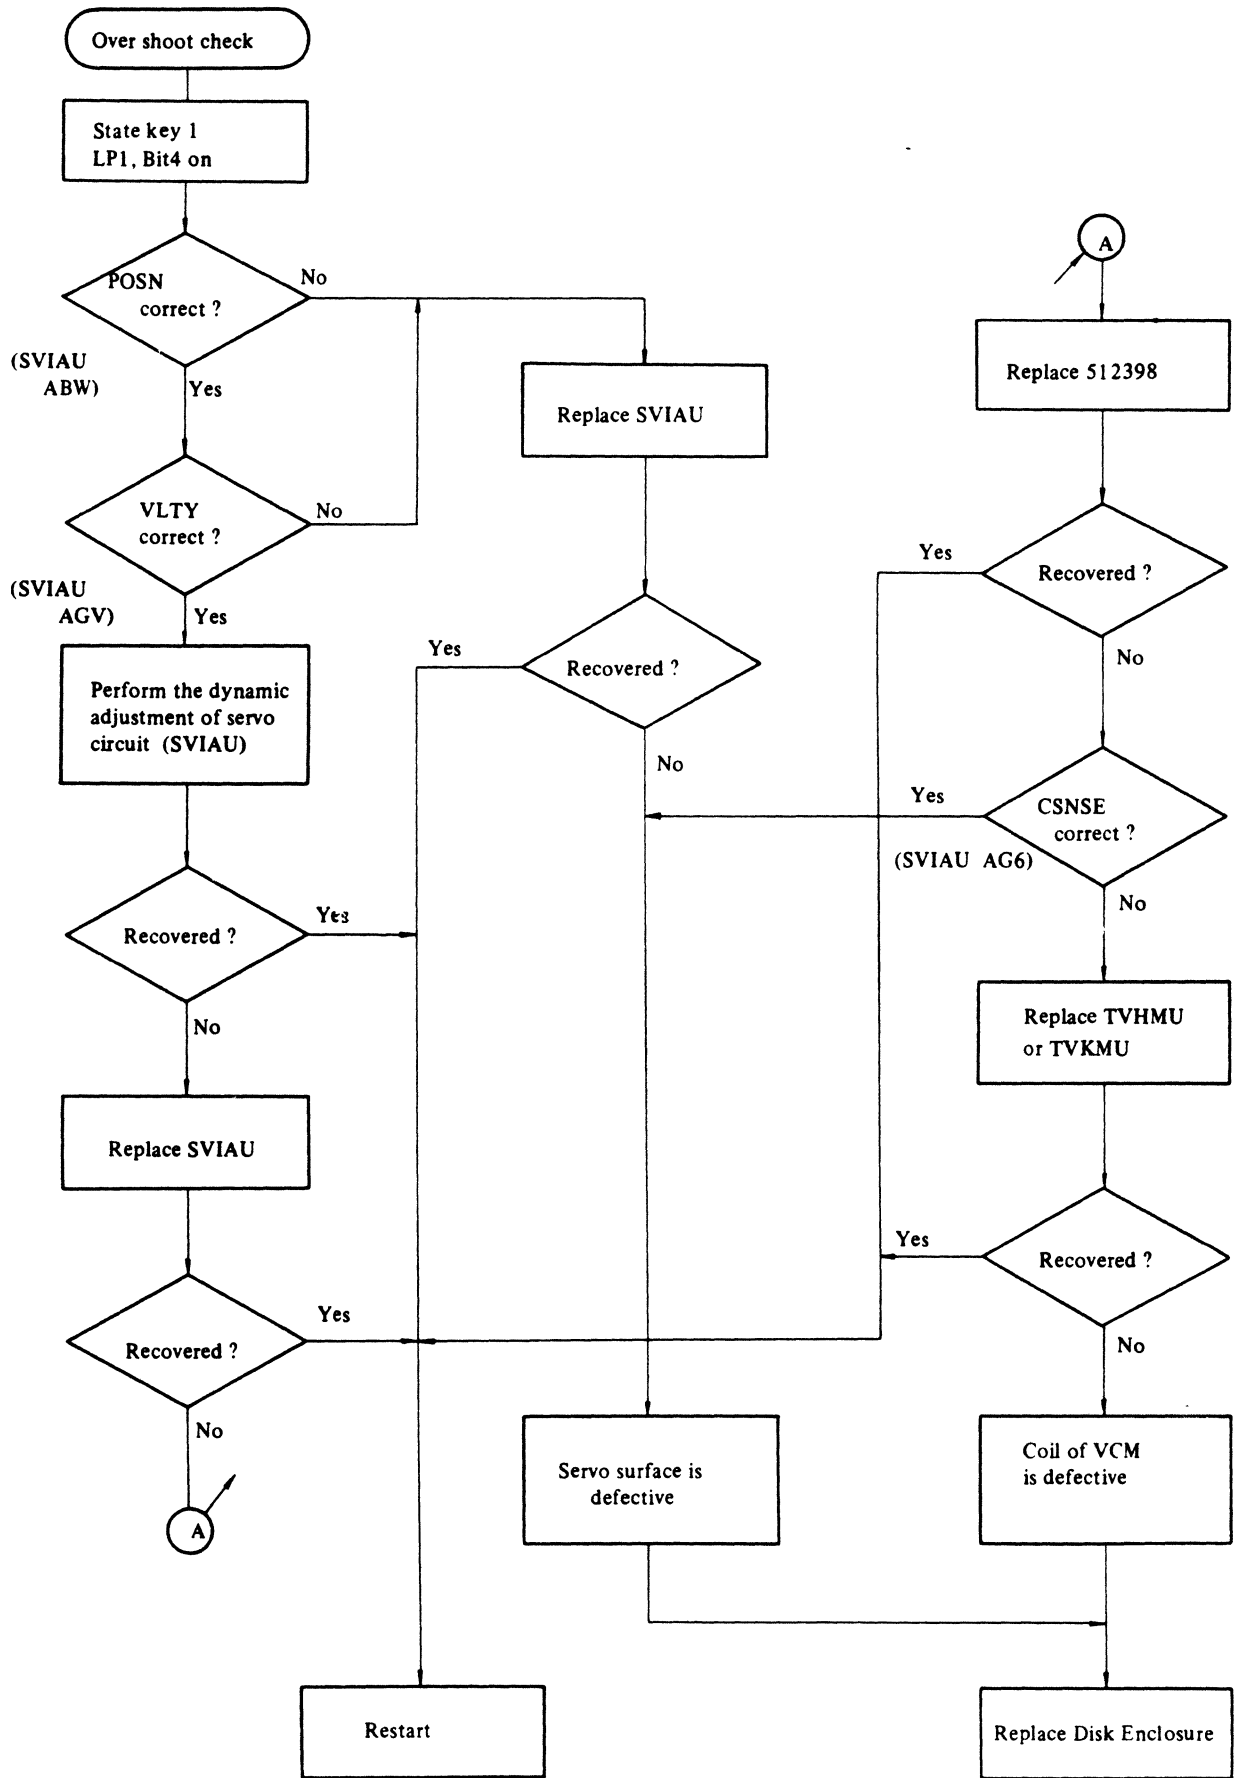 Over shoot check
State key 1
LP1, Bit4 on
POSN
correct ?
No
(SVIAU
ABW)
Yes
VLTY
correct ?
No
(SVIAU
AGV)
Yes
Perform the dynamic
adjustment of servo
circuit (SVIAU)
Recovered ?
Yes
No
Replace SVIAU
Recovered ?
Yes
No
A
Replace SVIAU
Recovered ?
Yes
No
Servo surface is
defective
Restart
A
Replace 512398
Recovered ?
Yes
No
CSNSE
correct ?
Yes
(SVIAU AG6)
No
Replace TVHMU
or TVKMU
Recovered ?
Yes
No
Coil of VCM
is defective
Replace Disk Enclosure